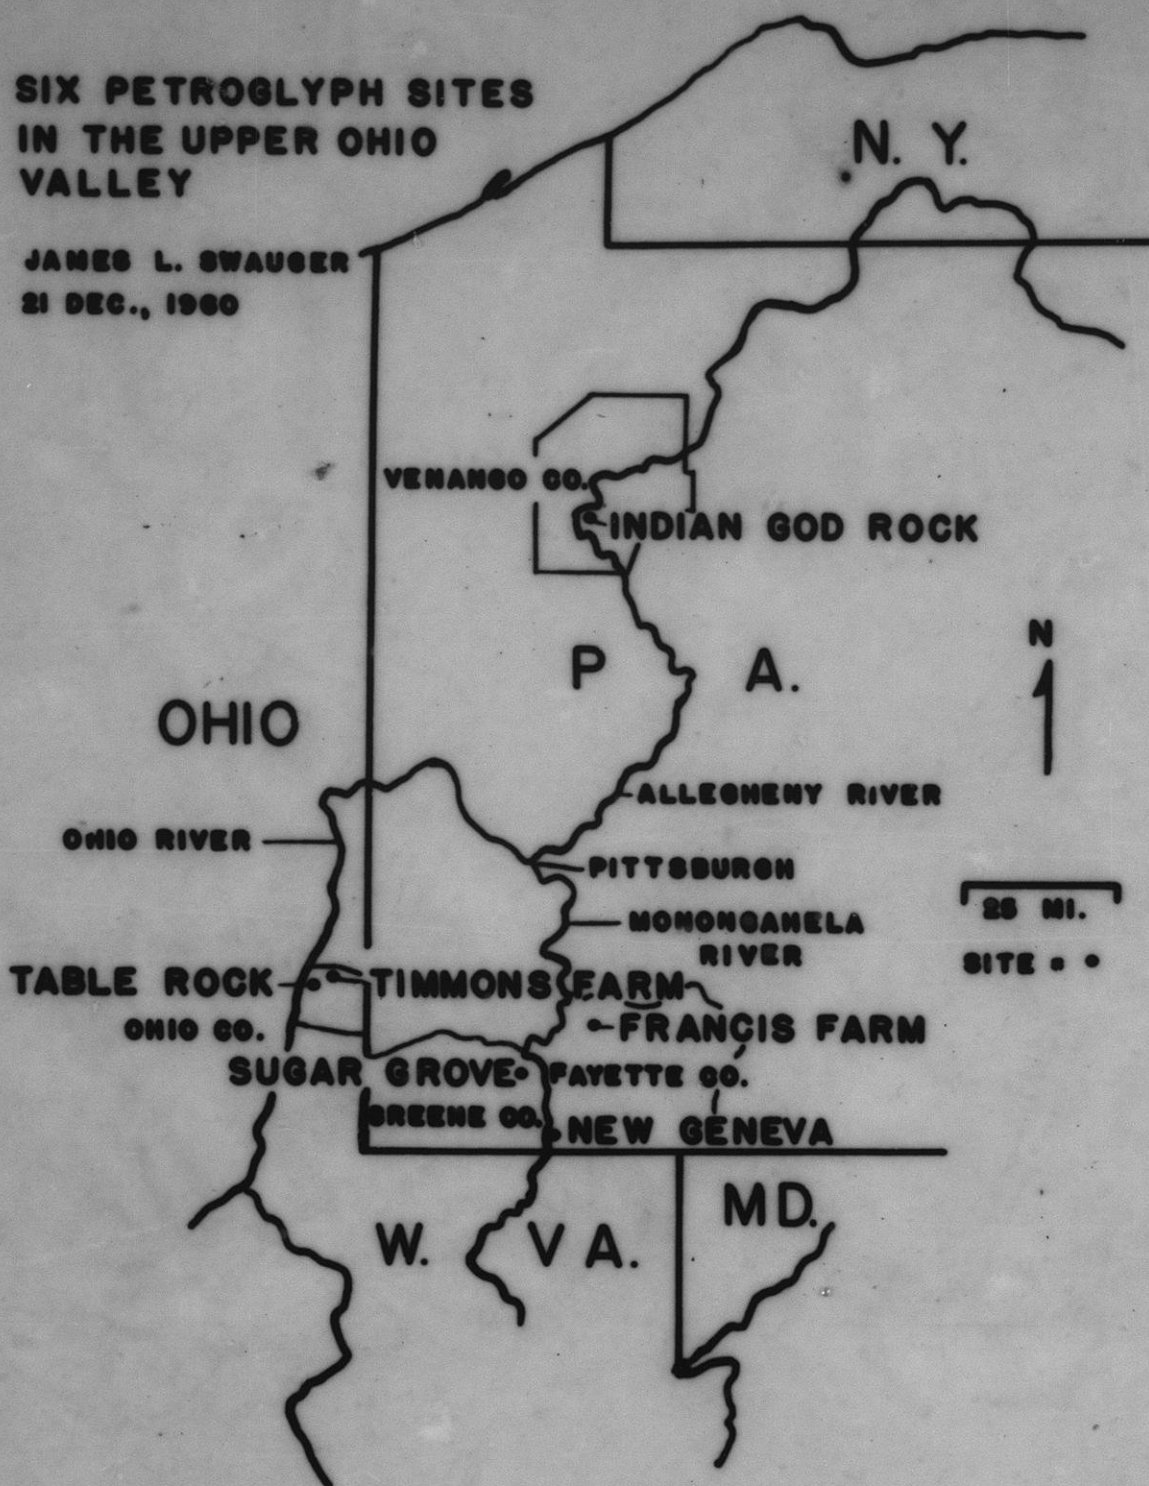 SIX PETROGLYPH SITES
IN THE UPPER OHIO
VALLEY
JAMES L. SWAUGER
21 DEC., 1960
N. Y.
VENANGO CO.
INDIAN GOD ROCK
N
P A.
OHIO
ALLEGHENY RIVER
OHIO RIVER
PITTSBURGH
25 MI.
MONONGAHELA
RIVER
SITE = •
TABLE ROCK
TIMMONS FARM
OHIO CO.
FRANCIS FARM
SUGAR GROVE
FAYETTE CO.
GREENE CO.
NEW GENEVA
MD.
W. VA.